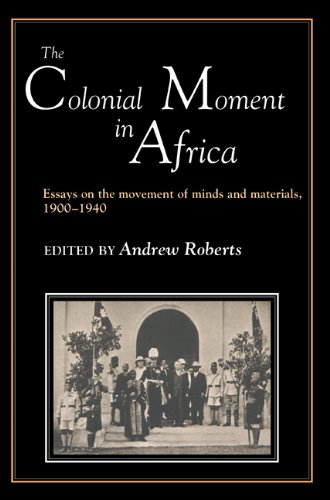 The
Colonial Moment
in
Africa
Essays on the movement of minds and materials,
1900–1940
EDITED BY Andrew Roberts